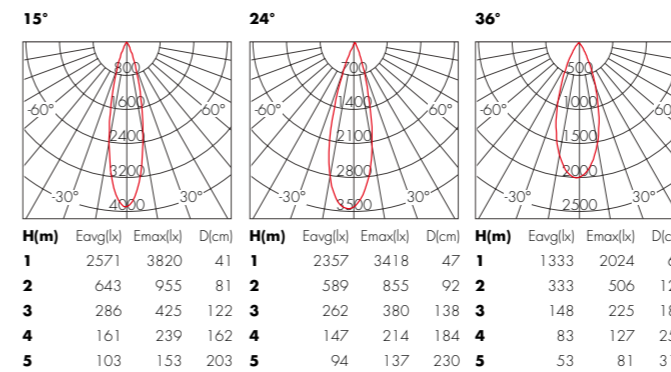 15°
800
1600
2400
3200
4000
-60°
60°
-30°
30°
H(m) Eavg(lx) Emax(lx) D(cm)
1 2571 3820 41
2 643 955 81
3 286 425 122
4 161 239 162
5 103 153 203
24°
700
1400
2100
2800
3500
-60°
60°
-30°
30°
H(m) Eavg(lx) Emax(lx) D(cm)
1 2357 3418 47
2 589 855 92
3 262 380 138
4 147 214 184
5 94 137 230
36°
500
1000
1500
2000
2500
-60°
60°
-30°
30°
H(m) Eavg(lx) Emax(lx)
1 1333 2024
2 333 506
3 148 225
4 83 127
5 53 81